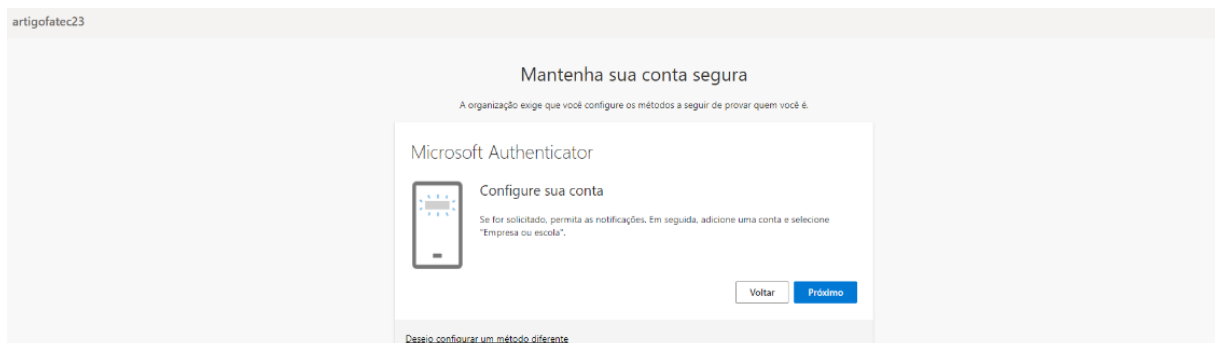 artigofatec23
Mantenha sua conta segura
A organização exige que você configure os métodos a seguir de provar quem você é.
Microsoft Authenticator
Configure sua conta
Se for solicitado, permita as notificações. Em seguida, adicione uma conta e selecione
"Empresa ou escola".
Voltar
Próximo
Desejo configurar um método diferente